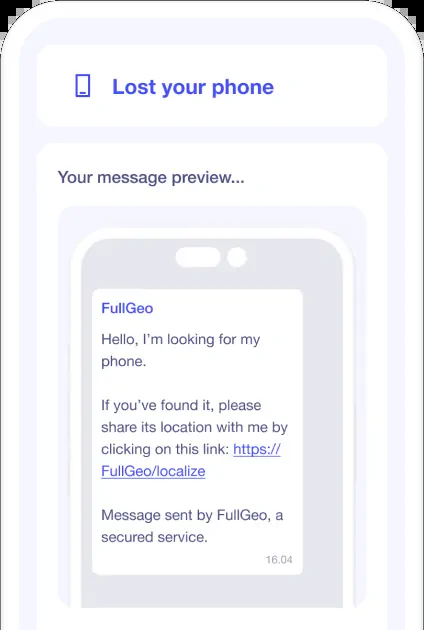 Lost your phone
Your message preview...
FullGeo
Hello, I'm looking for my
phone.
If you've found it, please
share its location with me by
clicking on this link: https://
FullGeo/localize
Message sent by FullGeo, a
secured service.
16.04